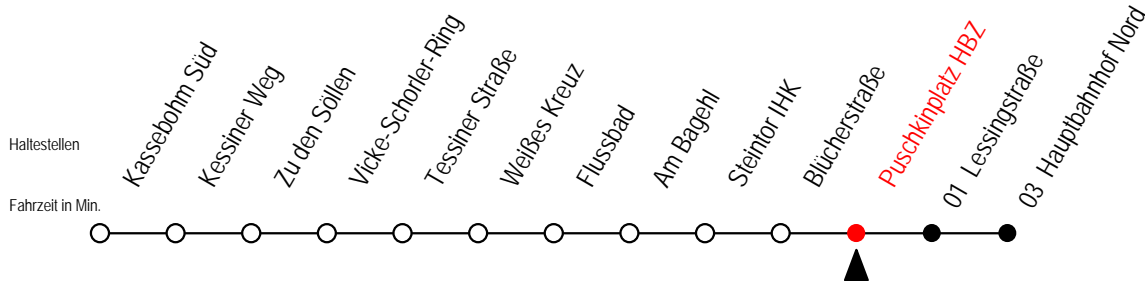 Haltestellen
Kassebohm Süd
Kessiner Weg
Zu den Söllen
Vicke-Schorler-Ring
Tessiner Straße
Weißes Kreuz
Flussbad
Am Bagehl
Steintor IHK
Blücherstraße
Puschkinplatz HBZ
01 Lessingstraße
03 Hauptbahnhof Nord
Fahrzeit in Min.